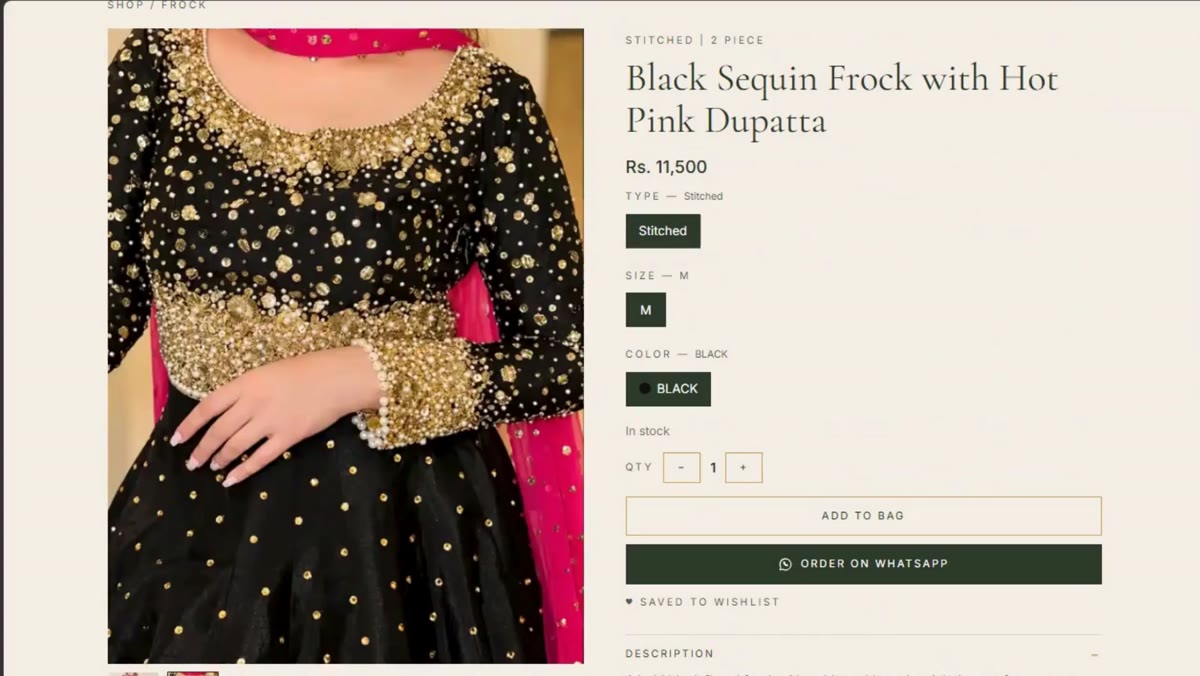 SHOP / FROCK
STITCHED | 2 PIECE
Black Sequin Frock with Hot
Pink Dupatta
Rs. 11,500
TYPE — Stitched
Stitched
SIZE — M
M
COLOR — BLACK
BLACK
In stock
QTY - 1 +
ADD TO BAG
ORDER ON WHATSAPP
SAVED TO WISHLIST
DESCRIPTION –